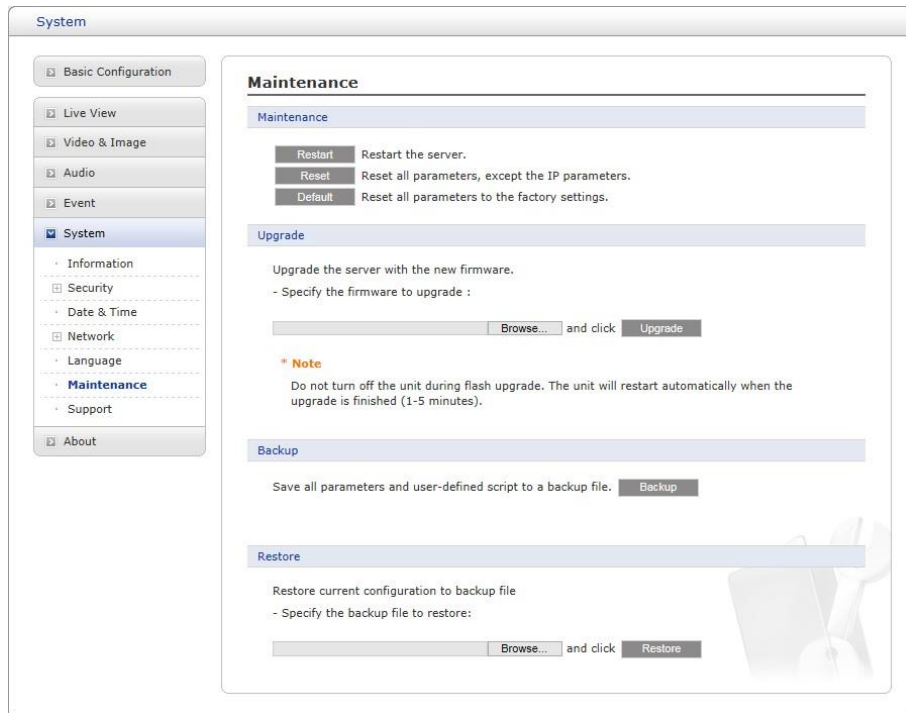 System
Basic Configuration
Live View
Video & Image
Audio
Event
System
Information
Security
Date & Time
Network
Language
Maintenance
Support
About
Maintenance
Maintenance
Restart Restart the server.
Reset Reset all parameters, except the IP parameters.
Default Reset all parameters to the factory settings.
Upgrade
Upgrade the server with the new firmware.
- Specify the firmware to upgrade :
Browse... and click Upgrade
* Note
Do not turn off the unit during flash upgrade. The unit will restart automatically when the
upgrade is finished (1-5 minutes).
Backup
Save all parameters and user-defined script to a backup file. Backup
Restore
Restore current configuration to backup file
- Specify the backup file to restore:
Browse... and click Restore